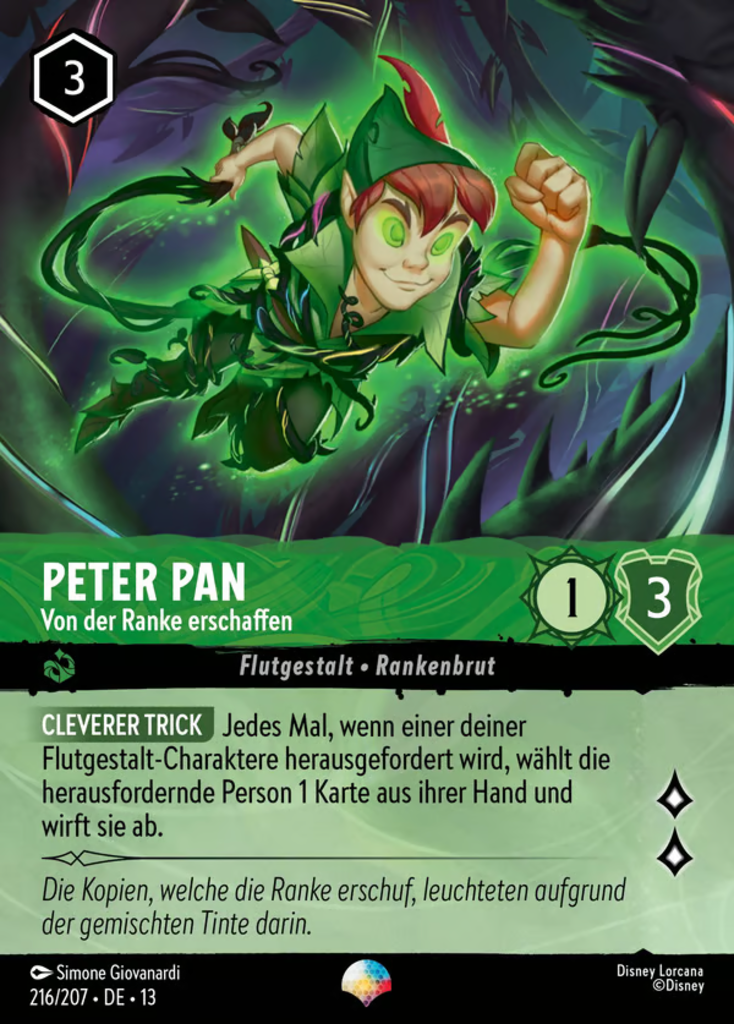 3
PETER PAN
Von der Ranke erschaffen
1
3
Flutgestalt • Rankenbrut
CLEVERER TRICK Jedes Mal, wenn einer deiner
Flutgestalt-Charaktere herausgefordert wird, wählt die
herausfordernde Person 1 Karte aus ihrer Hand und
wirft sie ab.
Die Kopien, welche die Ranke erschuf, leuchteten aufgrund
der gemischten Tinte darin.
Simone Giovanardi
216/207 • DE • 13
Disney Lorcana
©Disney